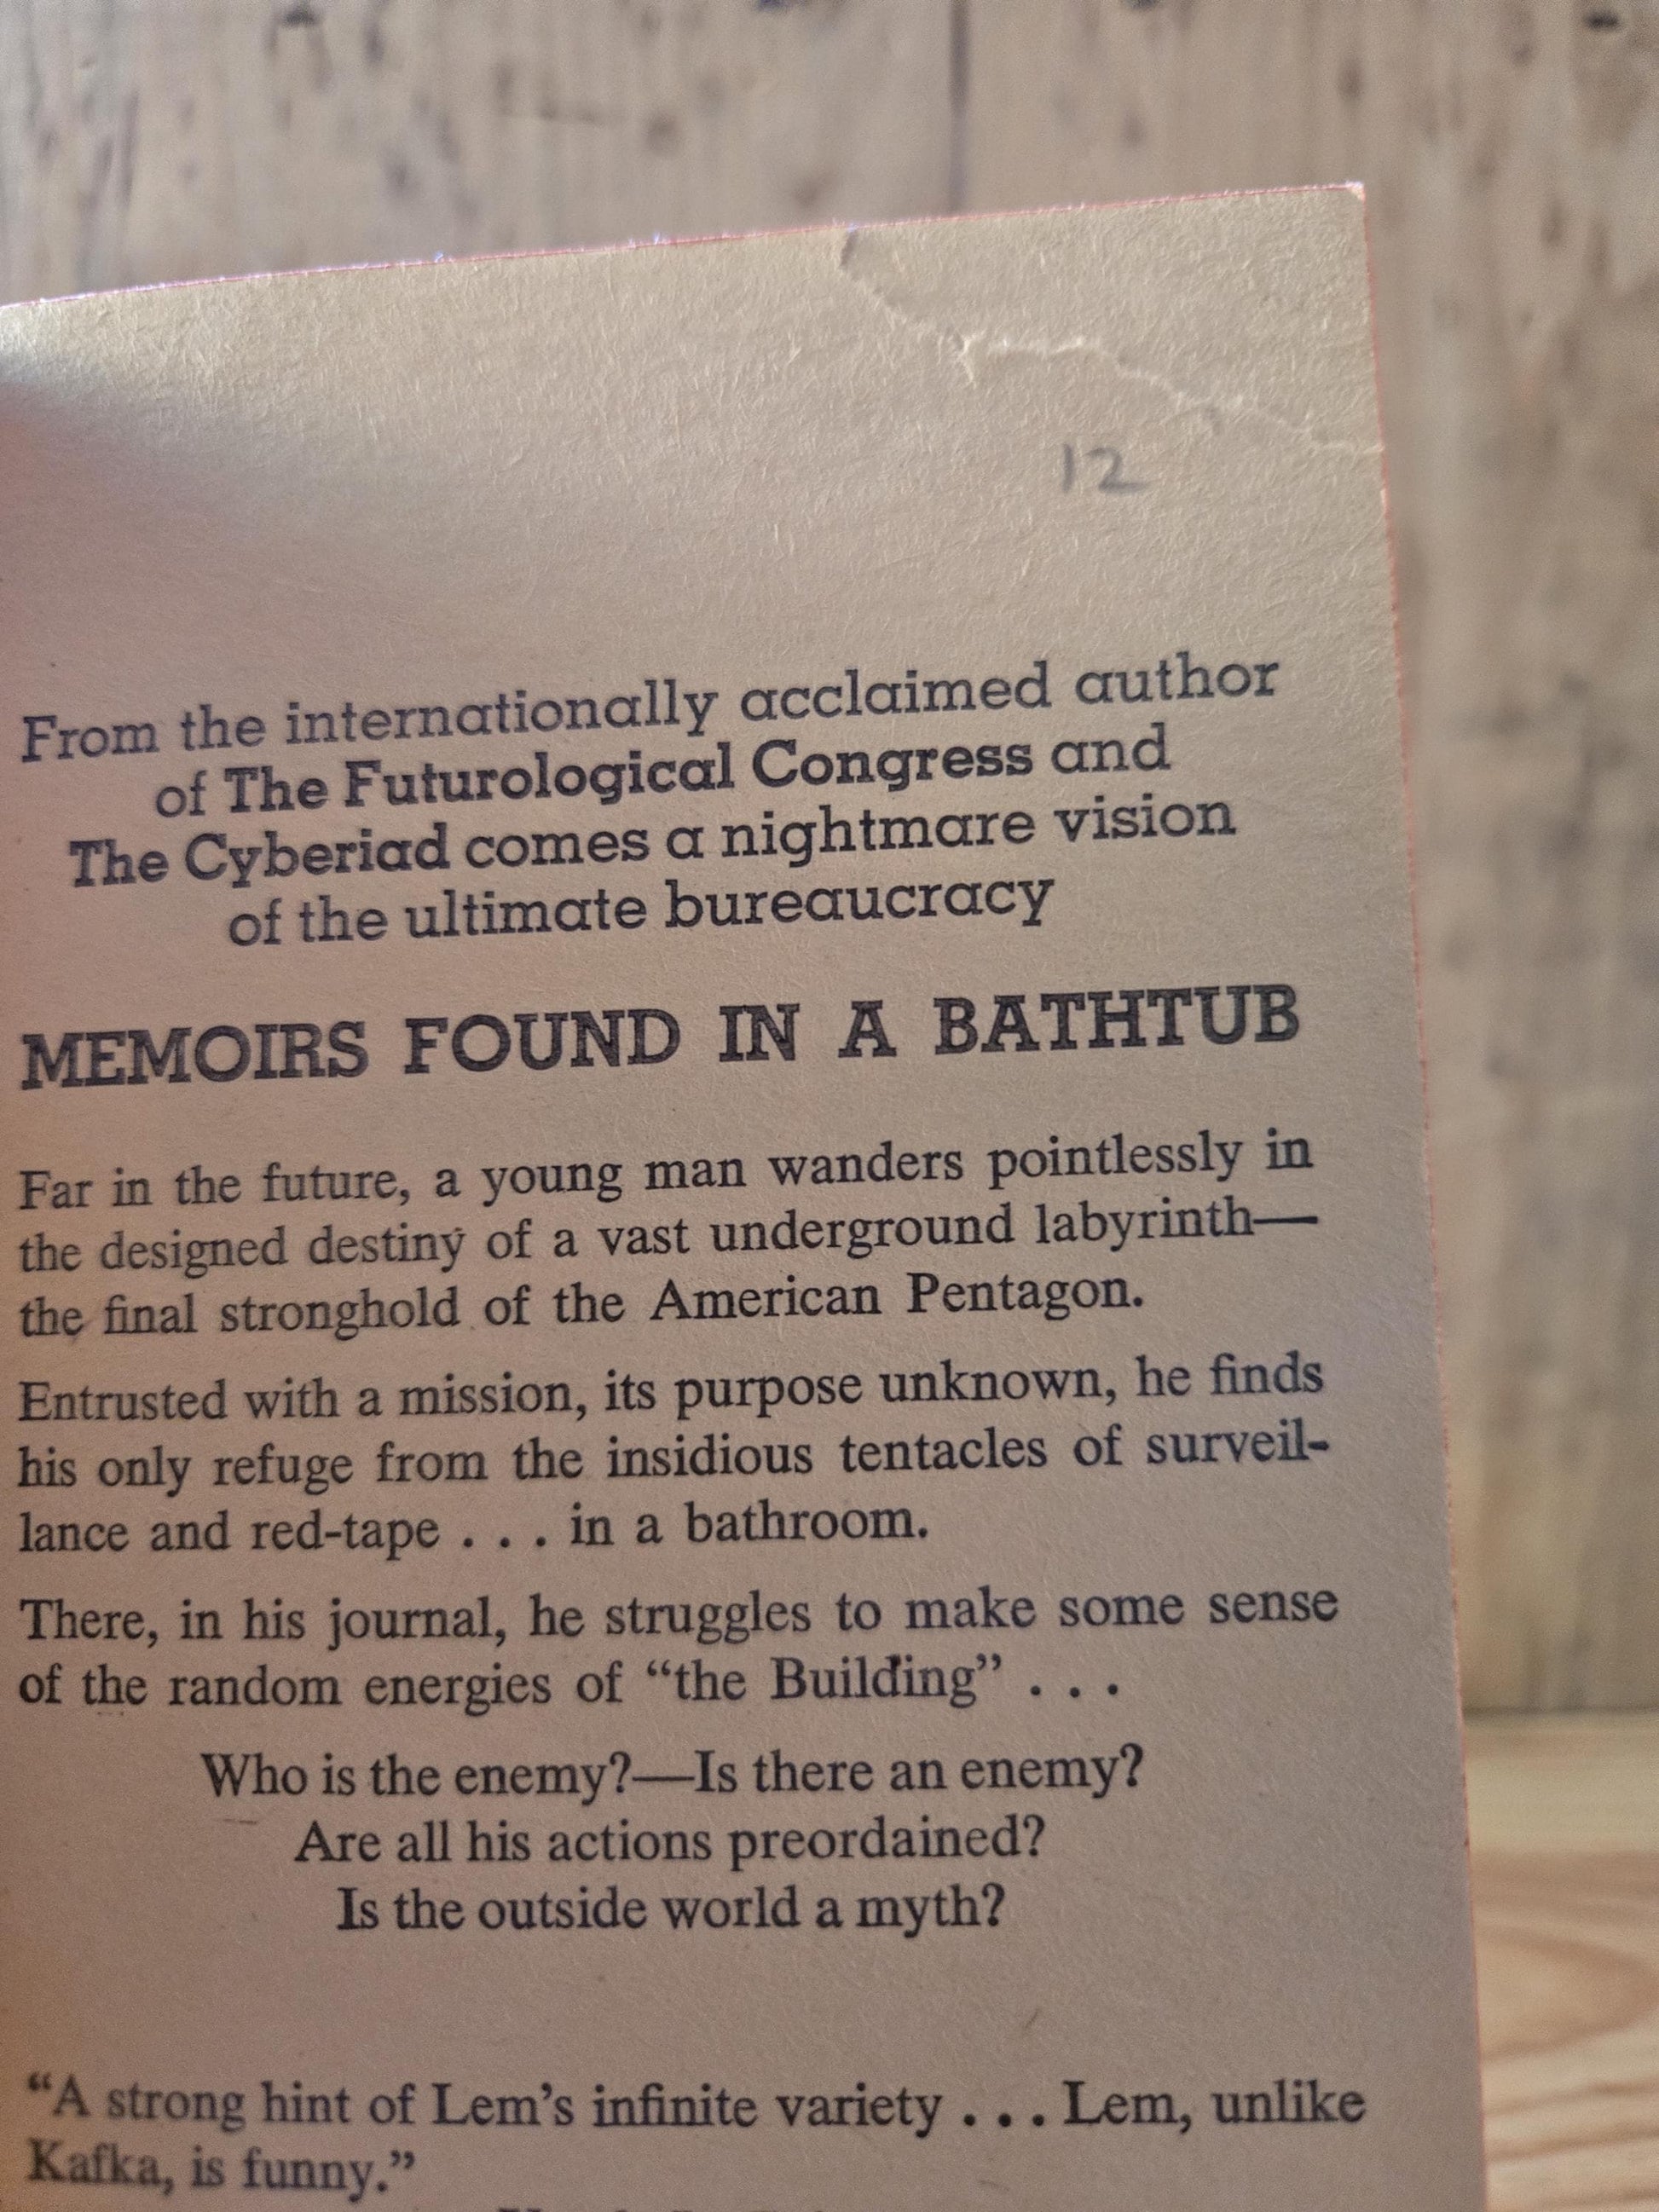 12
From the internationally acclaimed author
of The Futurological Congress and
The Cyberiad comes a nightmare vision
of the ultimate bureaucracy
MEMOIRS FOUND IN A BATHTUB
Far in the future, a young man wanders pointlessly in
the designed destiny of a vast underground labyrinth—
the final stronghold of the American Pentagon.
Entrusted with a mission, its purpose unknown, he finds
his only refuge from the insidious tentacles of surveil-
lance and red-tape . . . in a bathroom.
There, in his journal, he struggles to make some sense
of the random energies of “the Building” . . .
Who is the enemy?—Is there an enemy?
Are all his actions preordained?
Is the outside world a myth?
“A strong hint of Lem’s infinite variety . . . Lem, unlike
Kafka, is funny.”